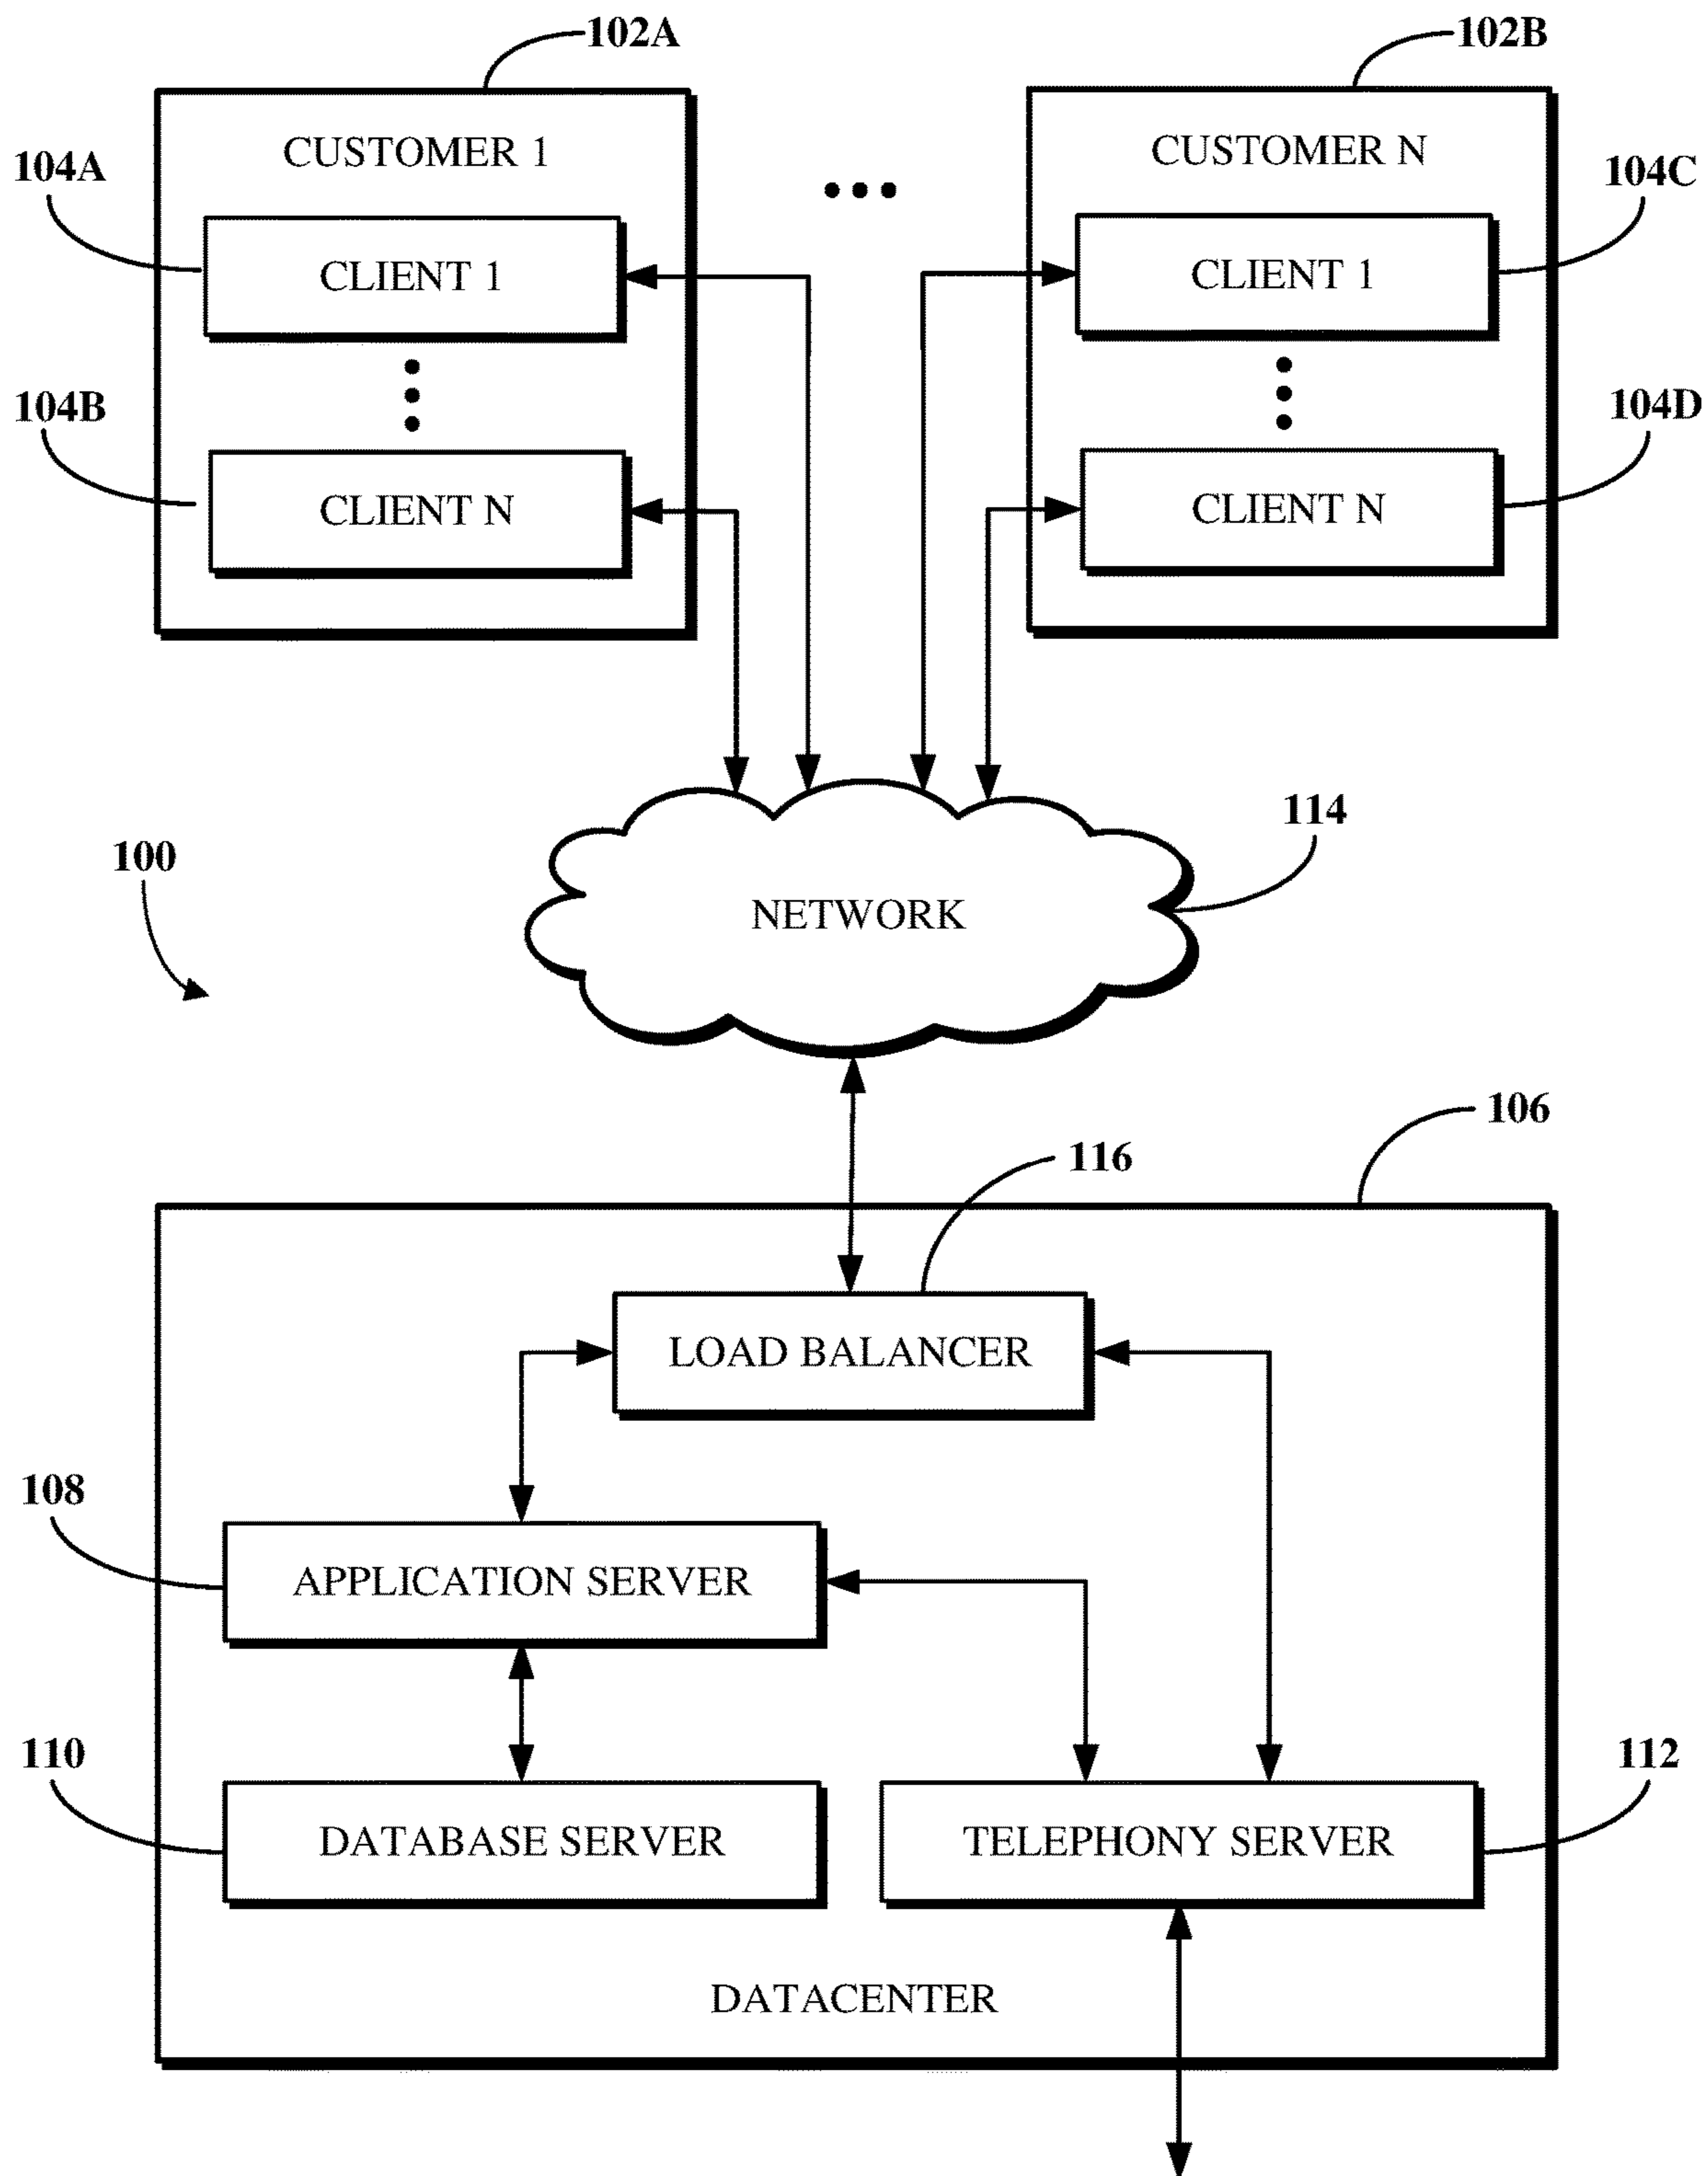 102A
102B
CUSTOMER 1
CUSTOMER N
104A
104C
CLIENT 1
CLIENT 1
104B
104D
CLIENT N
CLIENT N
114
100
NETWORK
106
116
LOAD BALANCER
108
APPLICATION SERVER
110
112
DATABASE SERVER
TELEPHONY SERVER
DATACENTER